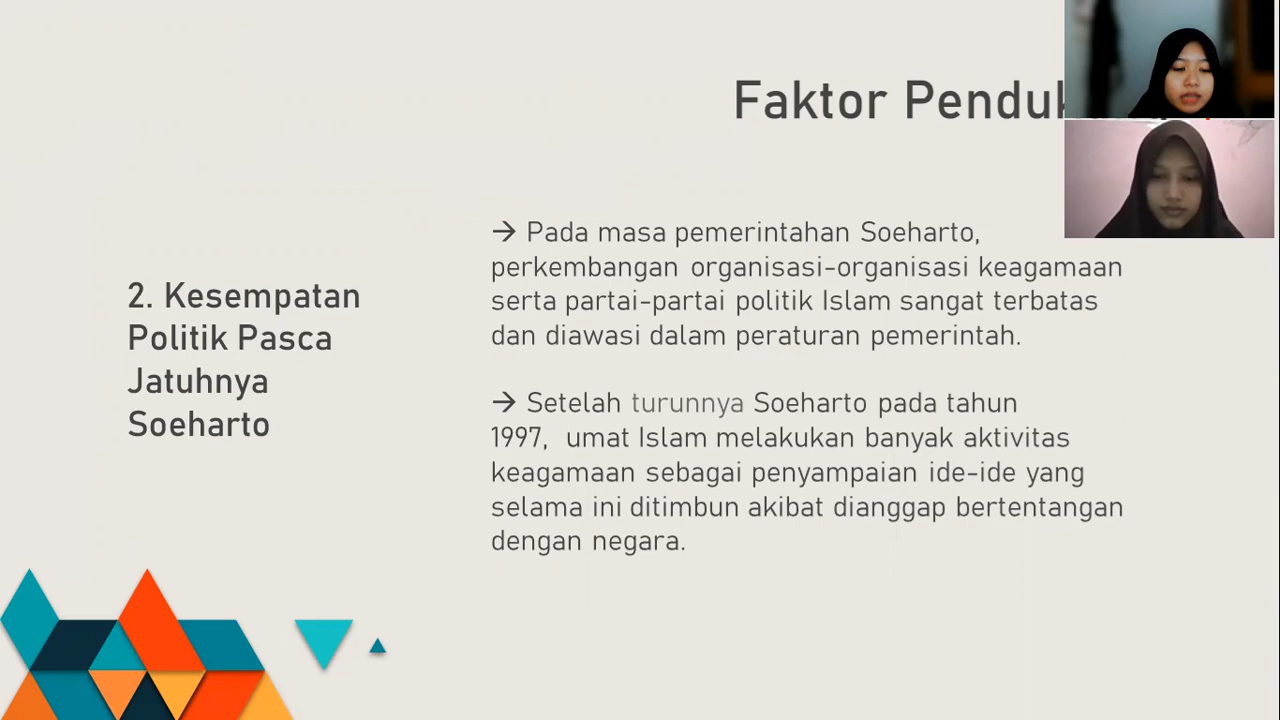 Faktor
2. Kesempatan
Politik Pasca
Jatuhnya
Soeharto
→ Pada masa pemerintahan Soeharto,
perkembangan organisasi-organisasi keagamaan
serta partai-partai politik Islam sangat terbatas
dan diawasi dalam peraturan pemerintah.
→ Setelah turunnya Soeharto pada tahun
1997, umat Islam melakukan banyak aktivitas
keagamaan sebagai penyampaian ide-ide yang
selama ini ditimbun akibat dianggap bertentangan
dengan negara.